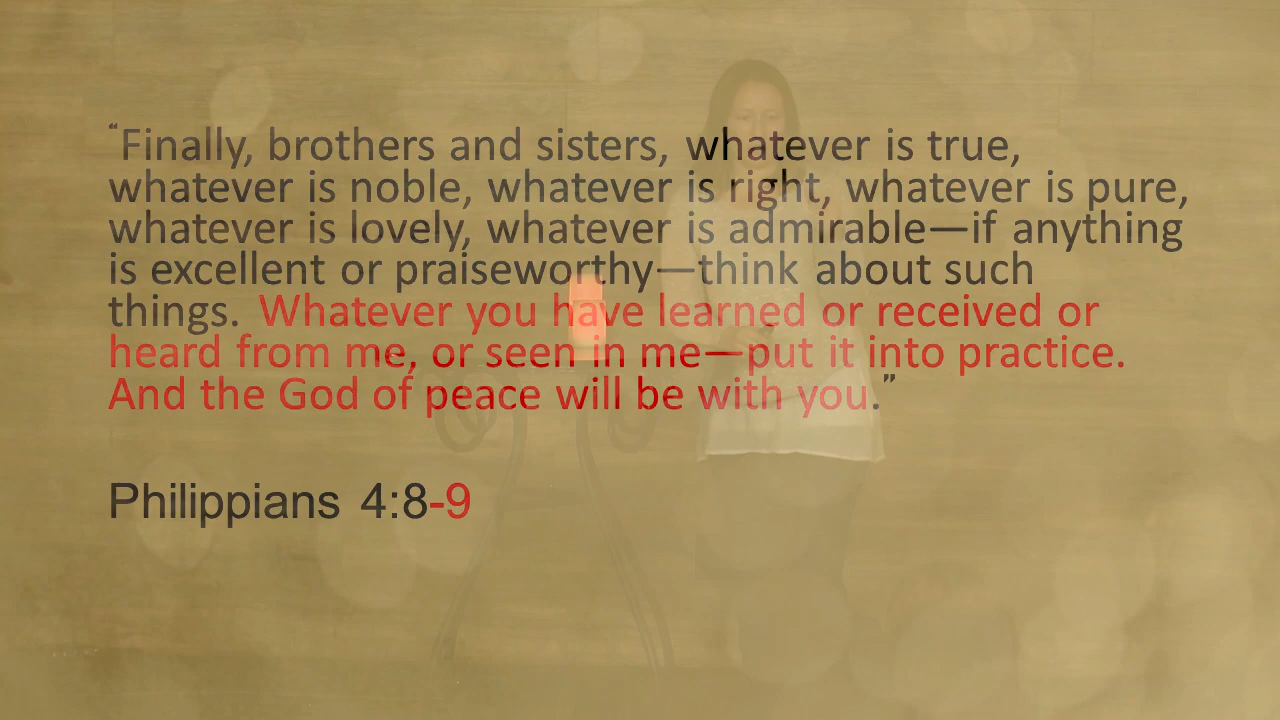 “Finally, brothers and sisters, whatever is true,
whatever is noble, whatever is right, whatever is pure,
whatever is lovely, whatever is admirable—if anything
is excellent or praiseworthy—think about such
things. Whatever you have learned or received or
heard from me, or seen in me—put it into practice.
And the God of peace will be with you.”
Philippians 4:8-9